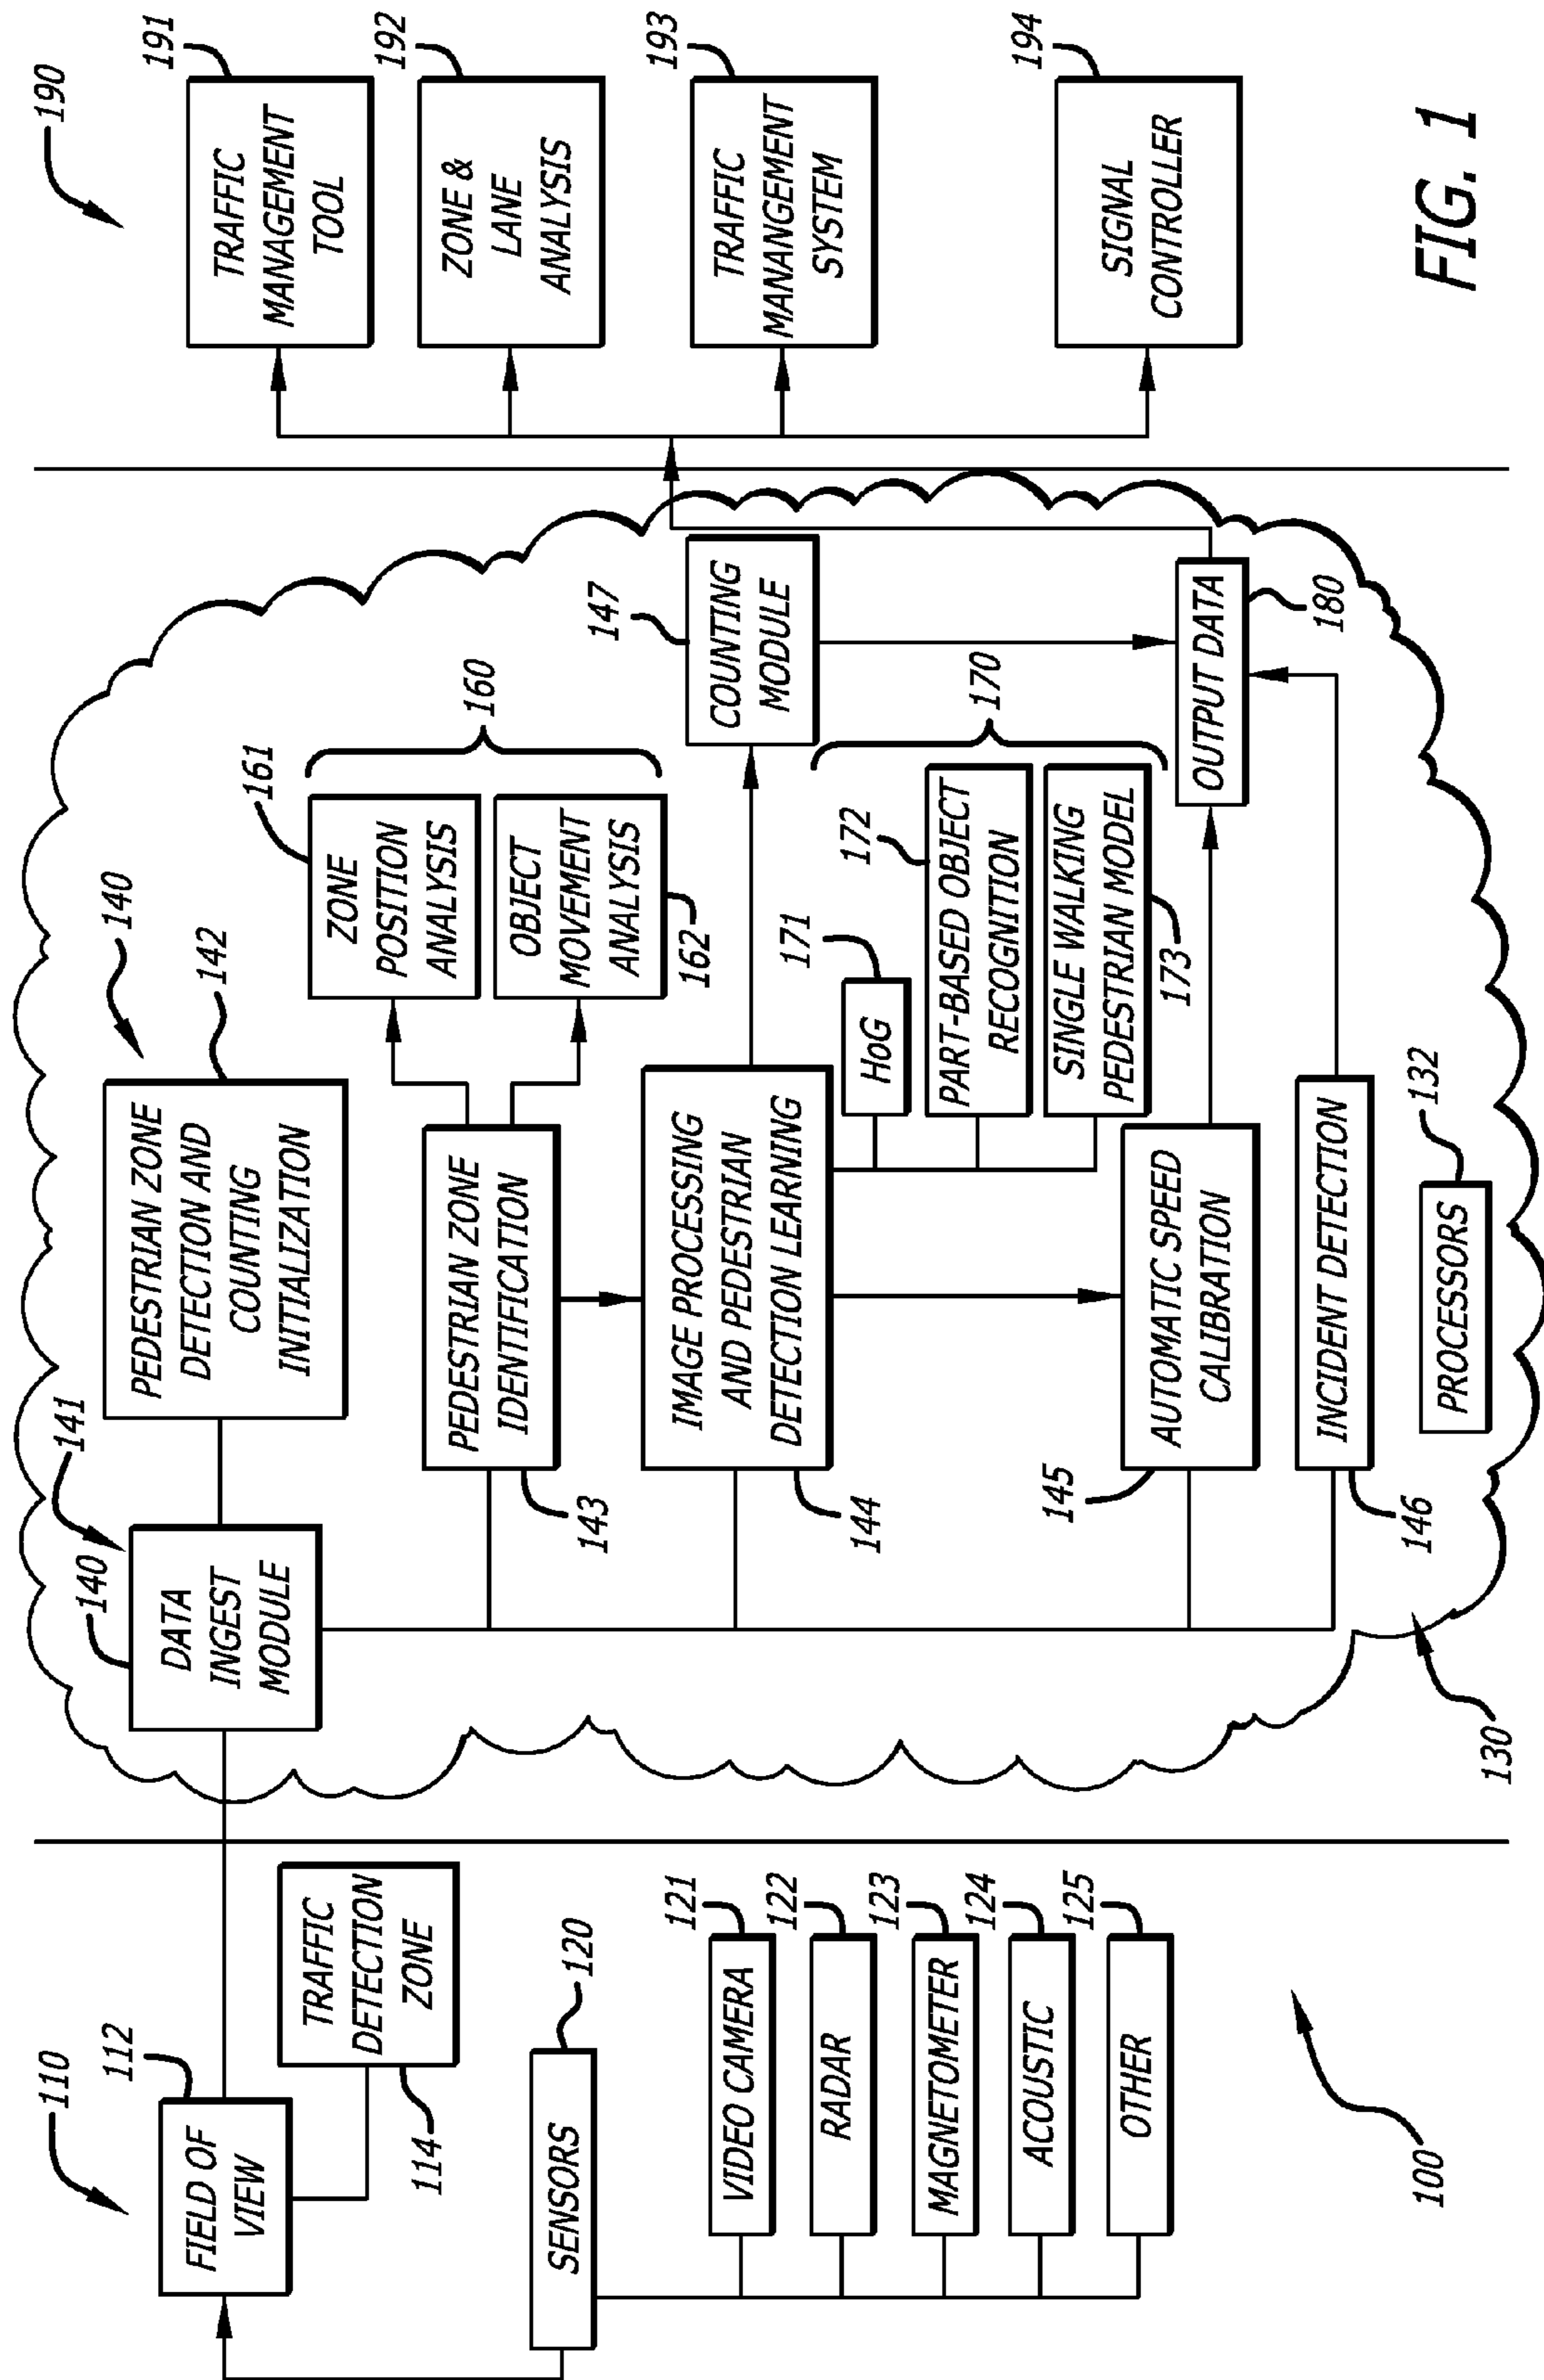 110
112
FIELD OF
VIEW
TRAFFIC
DETECTION
ZONE
114
SENSORS
120
VIDEO CAMERA
121
RADAR
122
MAGNETOMETER
123
ACOUSTIC
124
OTHER
125
100
140
DATA
INGEST
MODULE
141
140
PEDESTRIAN ZONE
DETECTION AND
COUNTING
INITIALIZATION
142
PEDESTRIAN ZONE
IDENTIFICATION
143
ZONE
POSITION
ANALYSIS
161
OBJECT
MOVEMENT
ANALYSIS
162
160
IMAGE PROCESSING
AND PEDESTRIAN
DETECTION LEARNING
144
COUNTING
MODULE
147
HoG
171
PART-BASED OBJECT
RECOGNITION
172
SINGLE WALKING
PEDESTRIAN MODEL
173
170
AUTOMATIC SPEED
CALIBRATION
145
INCIDENT DETECTION
146
OUTPUT DATA
180
PROCESSORS
132
130
190
TRAFFIC
MANAGEMENT
TOOL
191
ZONE &
LANE
ANALYSIS
192
TRAFFIC
MANANGEMENT
SYSTEM
193
SIGNAL
CONTROLLER
194
FIG. 1